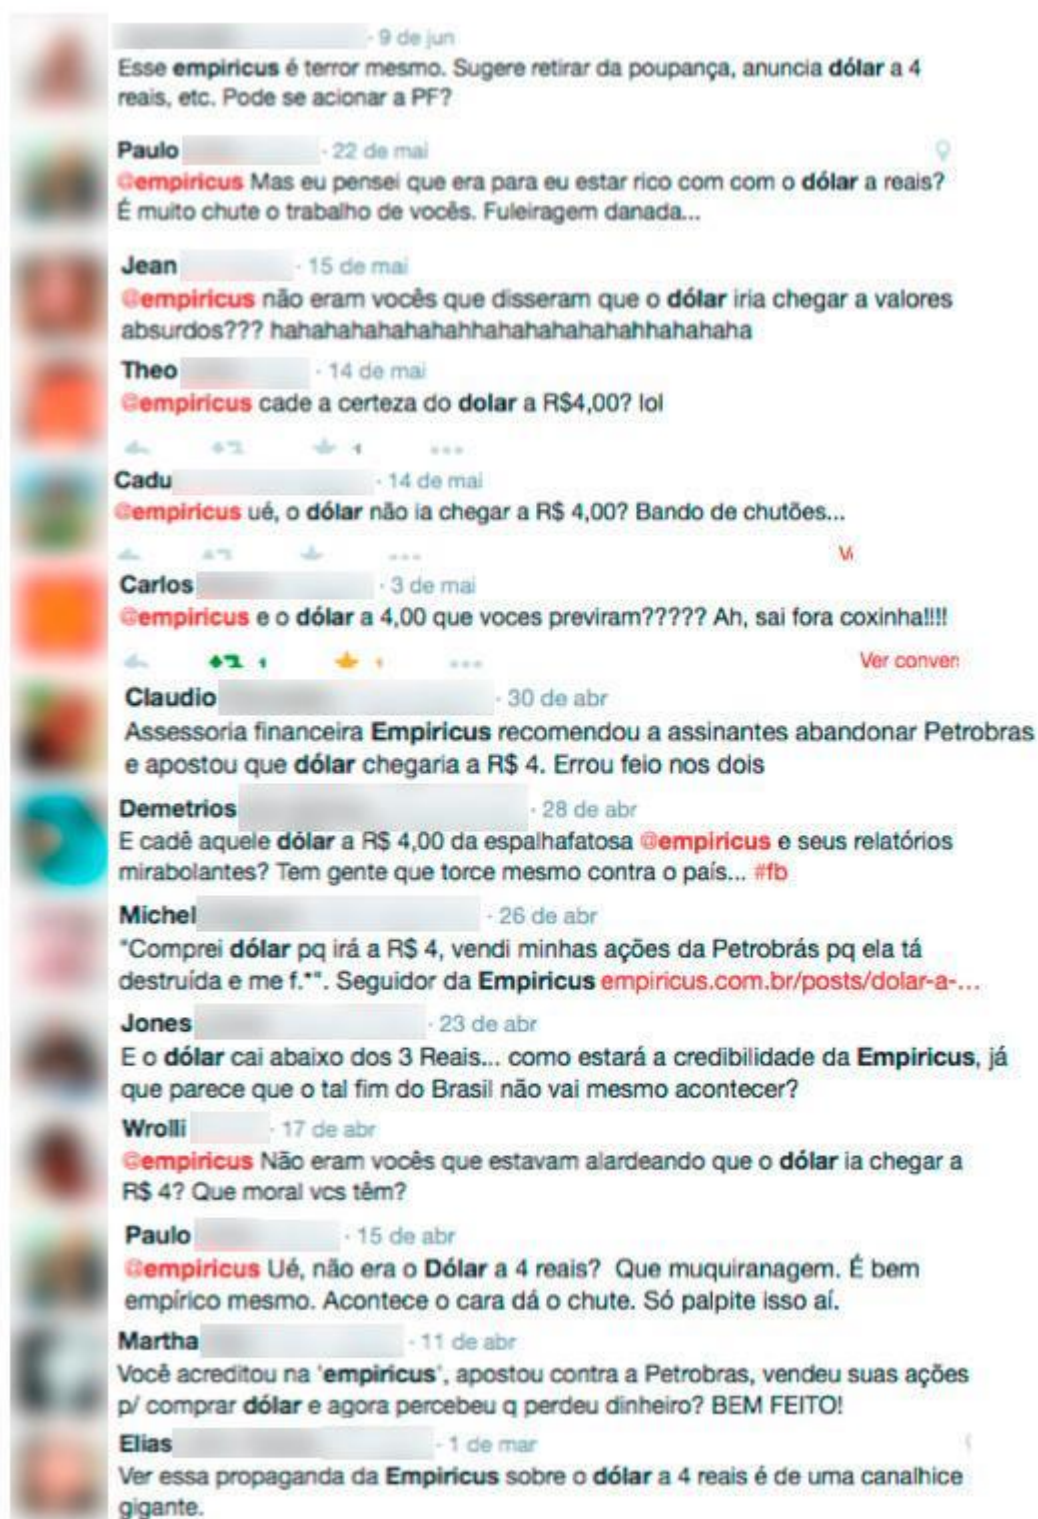 · 9 de jun
Esse empiricus é terror mesmo. Sugere retirar da poupança, anuncia dólar a 4
reais, etc. Pode se acionar a PF?
Paulo · 22 de mai
@empiricus Mas eu pensei que era para eu estar rico com com o dólar a reais?
É muito chute o trabalho de vocês. Fuleiragem danada...
Jean · 15 de mai
@empiricus não eram vocês que disseram que o dólar iria chegar a valores
absurdos??? hahahahahahahahhahahahahahahhahahaha
Theo · 14 de mai
@empiricus cade a certeza do dolar a R$4,00? lol
1
Cadu · 14 de mai
@empiricus ué, o dólar não ia chegar a R$ 4,00? Bando de chutões...
Carlos · 3 de mai
@empiricus e o dólar a 4,00 que voces previram????? Ah, sai fora coxinha!!!!
1 1 Ver conver
Claudio · 30 de abr
Assessoria financeira Empiricus recomendou a assinantes abandonar Petrobras
e apostou que dólar chegaria a R$ 4. Errou feio nos dois
Demetrios · 28 de abr
E cadê aquele dólar a R$ 4,00 da espalhafatosa @empiricus e seus relatórios
mirabolantes? Tem gente que torce mesmo contra o país... #fb
Michel · 26 de abr
"Comprei dólar pq irá a R$ 4, vendi minhas ações da Petrobrás pq ela tá
destruída e me f.*". Seguidor da Empiricus empiricus.com.br/posts/dolar-a-...
Jones · 23 de abr
E o dólar cai abaixo dos 3 Reais... como estará a credibilidade da Empiricus, já
que parece que o tal fim do Brasil não vai mesmo acontecer?
Wrolli · 17 de abr
@empiricus Não eram vocês que estavam alardeando que o dólar ia chegar a
R$ 4? Que moral vcs têm?
Paulo · 15 de abr
@empiricus Ué, não era o Dólar a 4 reais? Que muquiranagem. É bem
empírico mesmo. Acontece o cara dá o chute. Só palpite isso aí.
Martha · 11 de abr
Você acreditou na 'empiricus', apostou contra a Petrobras, vendeu suas ações
p/ comprar dólar e agora percebeu q perdeu dinheiro? BEM FEITO!
Elias · 1 de mar
Ver essa propaganda da Empiricus sobre o dólar a 4 reais é de uma canalhice
gigante.